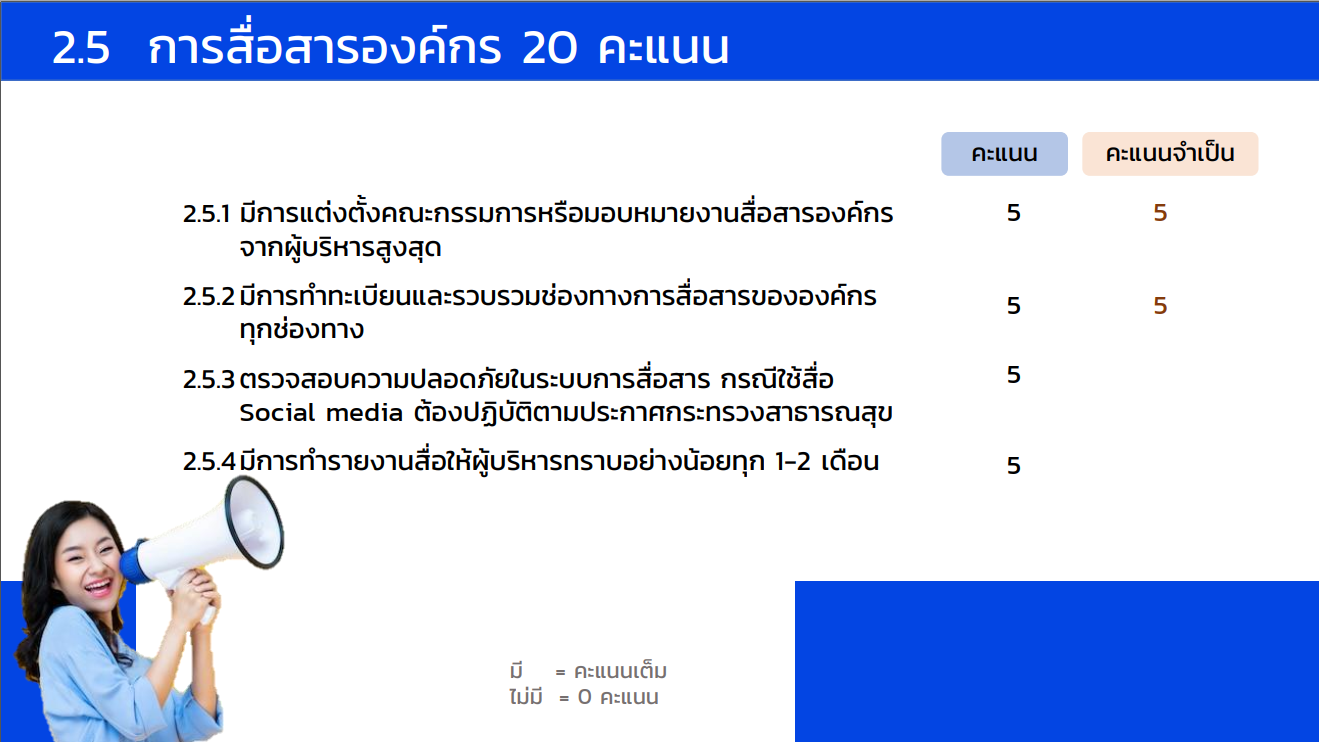 2.5 การสื่อสารองค์กร 20 คะแนน
คะแนน คะแนนจำเป็น
2.5.1 มีการแต่งตั้งคณะกรรมการหรือมอบหมายงานสื่อสารองค์กร 5 5
จากผู้บริหารสูงสุด
2.5.2 มีการทำทะเบียนและรวบรวมช่องทางการสื่อสารขององค์กร 5 5
ทุกช่องทาง
2.5.3 ตรวจสอบความปลอดภัยในระบบการสื่อสาร กรณีใช้สื่อ 5
Social media ต้องปฏิบัติตามประกาศกระทรวงสาธารณสุข
2.5.4 มีการทำรายงานสื่อให้ผู้บริหารทราบอย่างน้อยทุก 1-2 เดือน 5
มี = คะแนนเต็ม
ไม่มี = 0 คะแนน